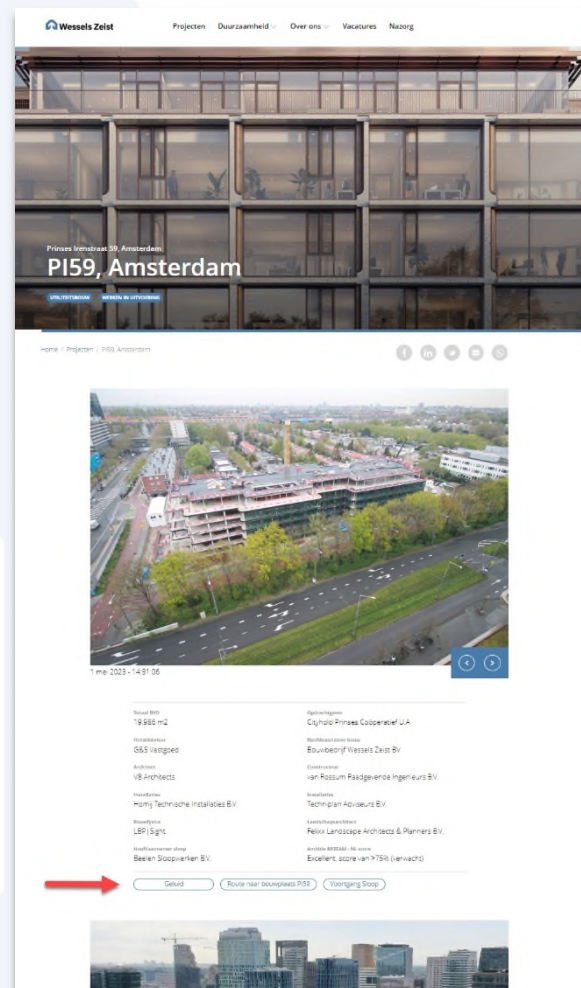 Wessels Zeist
Projecten Duurzaamheid Over ons Vacatures Nazorg
Prinses Irenstraat 59, Amsterdam
PI59, Amsterdam
UTILITEITSBOUW WERKEN IN UITVOERING
Home / Projecten / PI59, Amsterdam
1 mei 2023 - 14:31:06
Totaal BVO
19.986 m2
Opdrachtgever
Cityhold Prinses Coöperatief U.A
Ontwikkelaar
G&S Vastgoed
Hoofdaannemer bouw
Bouwbedrijf Wessels Zeist BV
Architect
V8 Architects
Constructeur
van Rossum Raadgevende Ingenieurs B.V.
Installaties
Homij Technische Installaties B.V.
Installaties
Techniplan Adviseurs B.V.
Bouwfysica
LBP|Sight
Landschapsarchitect
Felixx Landscape Architects & Planners B.V.
Hoofdaannemer sloop
Beelen Sloopwerken B.V.
Ambitie BREEAM - NL score
Excellent, score van >75% (verwacht)
Geluid Route naar bouwplaats PI59 Voortgang Sloop